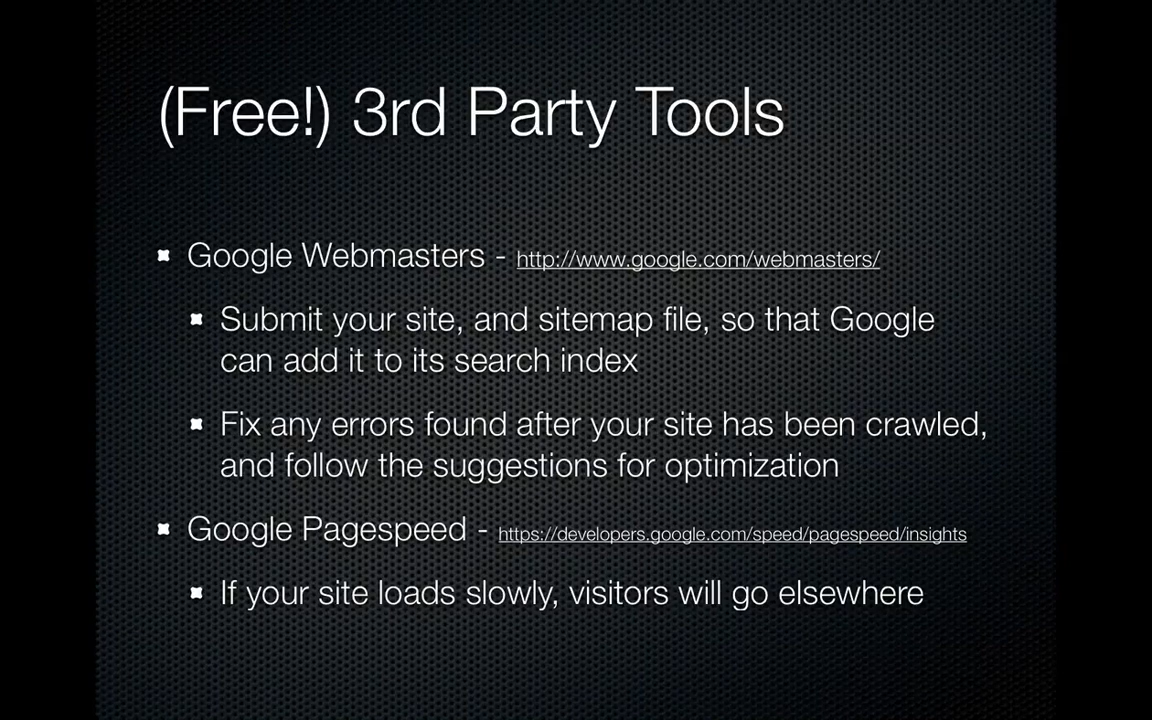 (Free!) 3rd Party Tools
Google Webmasters - http://www.google.com/webmasters/
Submit your site, and sitemap file, so that Google
can add it to its search index
Fix any errors found after your site has been crawled,
and follow the suggestions for optimization
Google Pagespeed - https://developers.google.com/speed/pagespeed/insights
If your site loads slowly, visitors will go elsewhere